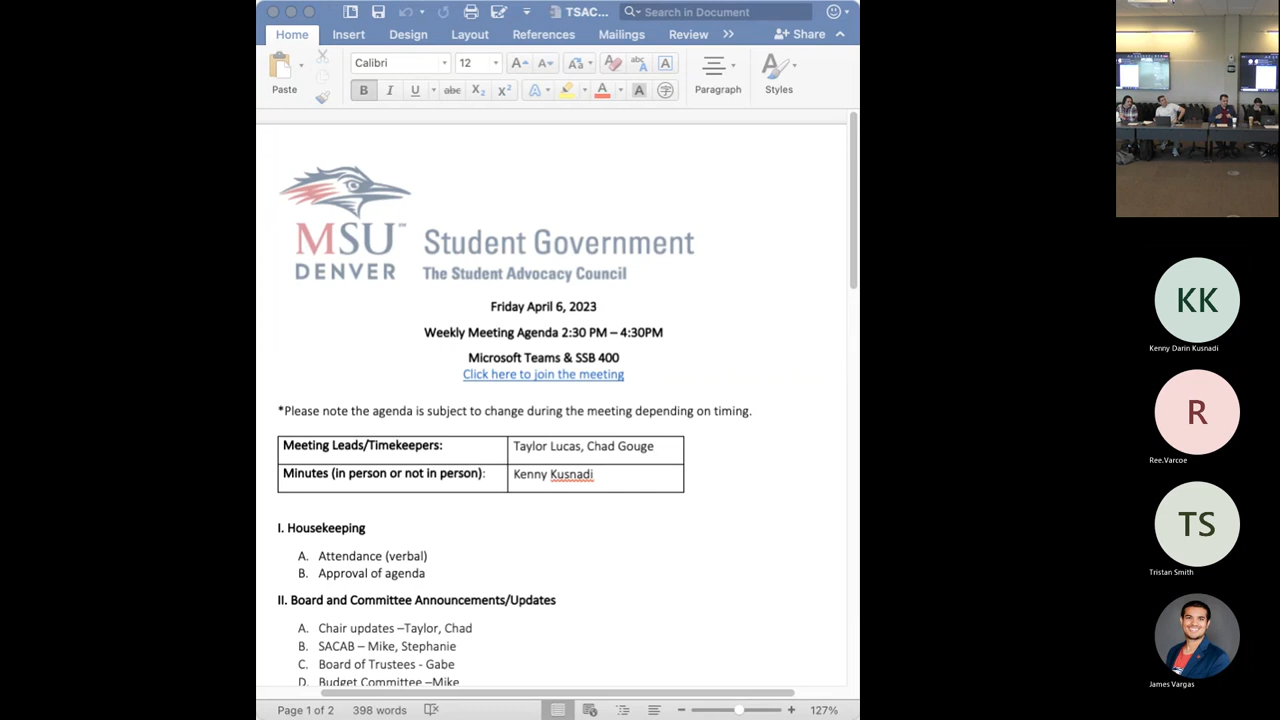 TSAC...
Search in Document
Home
Insert
Design
Layout
References
Mailings
Review
Share
Paste
Calibri
12
Paragraph
Styles
MSU
DENVER
Student Government
The Student Advocacy Council
Friday April 6, 2023
Weekly Meeting Agenda 2:30 PM – 4:30PM
Microsoft Teams & SSB 400
Click here to join the meeting
*Please note the agenda is subject to change during the meeting depending on timing.
Meeting Leads/Timekeepers: Taylor Lucas, Chad Gouge
Minutes (in person or not in person): Kenny Kusnadi
I. Housekeeping
A. Attendance (verbal)
B. Approval of agenda
II. Board and Committee Announcements/Updates
A. Chair updates –Taylor, Chad
B. SACAB – Mike, Stephanie
C. Board of Trustees - Gabe
D. Budget Committee –Mike
Page 1 of 2
398 words
127%
KK
Kenny Darin Kusnadi
R
Ree.Varcoe
TS
Tristan Smith
James Vargas